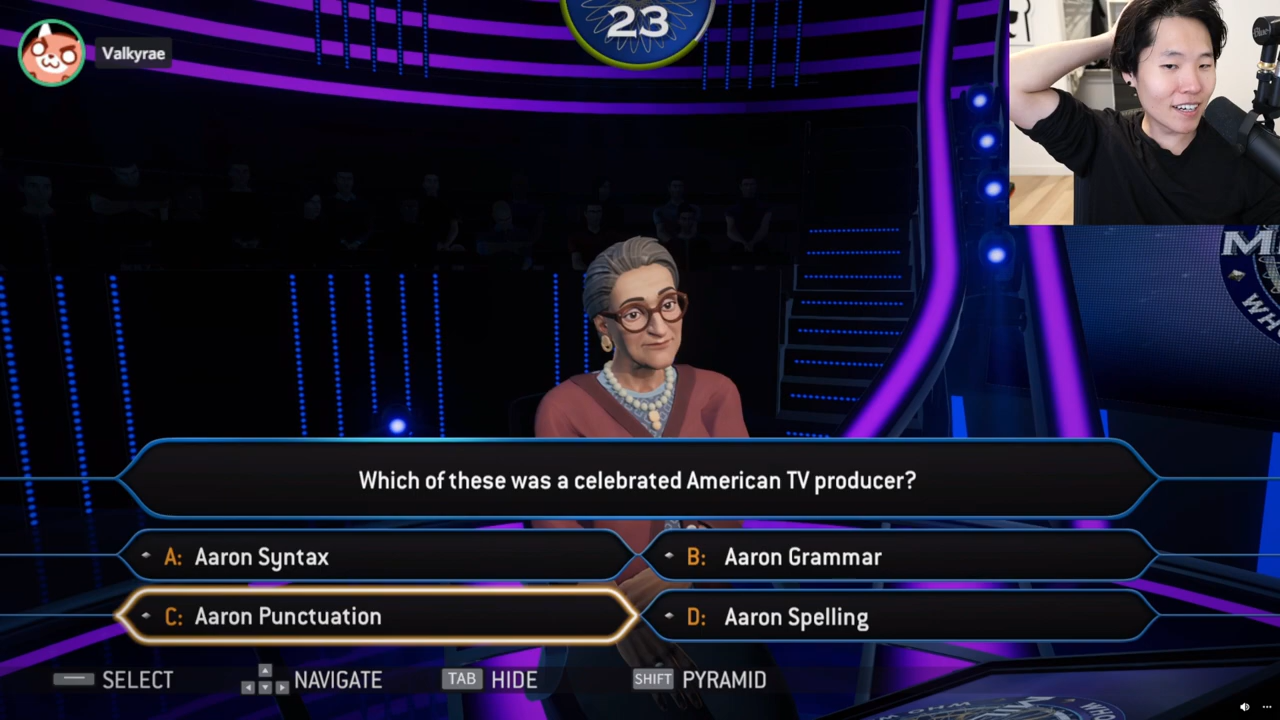 23
Valkyrae
Which of these was a celebrated American TV producer?
A: Aaron Syntax
B: Aaron Grammar
C: Aaron Punctuation
D: Aaron Spelling
SELECT
NAVIGATE
TAB HIDE
SHIFT PYRAMID